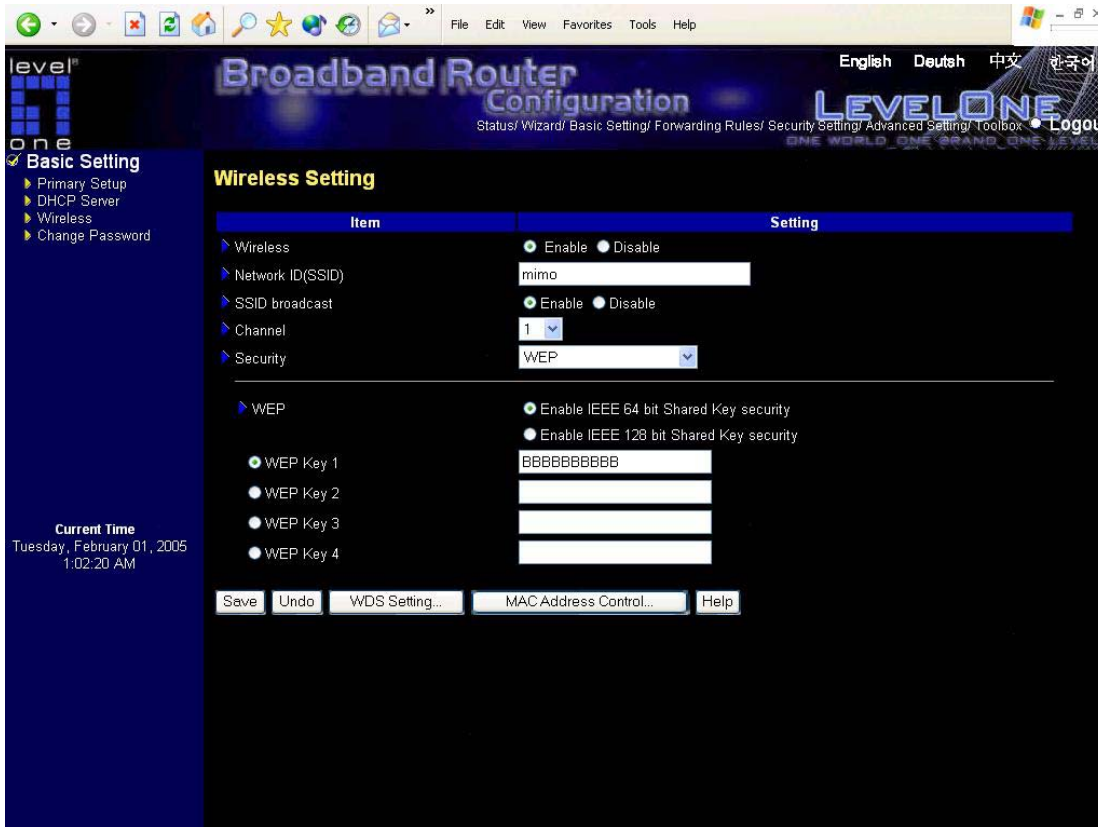 » File Edit View Favorites Tools Help
level®
one
Broadband Router
Configuration
English Deutsh 中文 한국어
LEVELONE
Status/ Wizard/ Basic Setting/ Forwarding Rules/ Security Setting/ Advanced Setting/ Toolbox Logou
ONE WORLD_ONE BRAND_ONE LEVEL
Basic Setting
Primary Setup
DHCP Server
Wireless
Change Password
Current Time
Tuesday, February 01, 2005
1:02:20 AM
Wireless Setting
Item Setting
Wireless Enable Disable
Network ID(SSID) mimo
SSID broadcast Enable Disable
Channel 1
Security WEP
WEP Enable IEEE 64 bit Shared Key security
Enable IEEE 128 bit Shared Key security
WEP Key 1 BBBBBBBBBB
WEP Key 2
WEP Key 3
WEP Key 4
Save Undo WDS Setting... MAC Address Control... Help